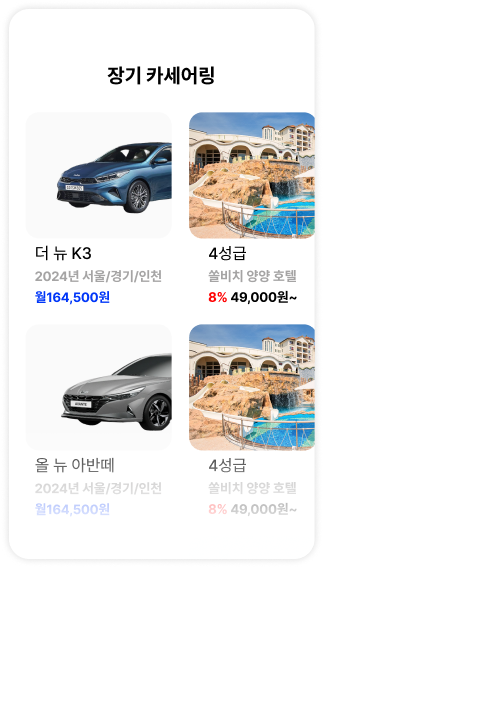 장기 카세어링
더 뉴 K3
2024년 서울/경기/인천
월164,500원
4성급
쏠비치 양양 호텔
8% 49,000원~
올 뉴 아반떼
2024년 서울/경기/인천
월164,500원
4성급
쏠비치 양양 호텔
8% 49,000원~